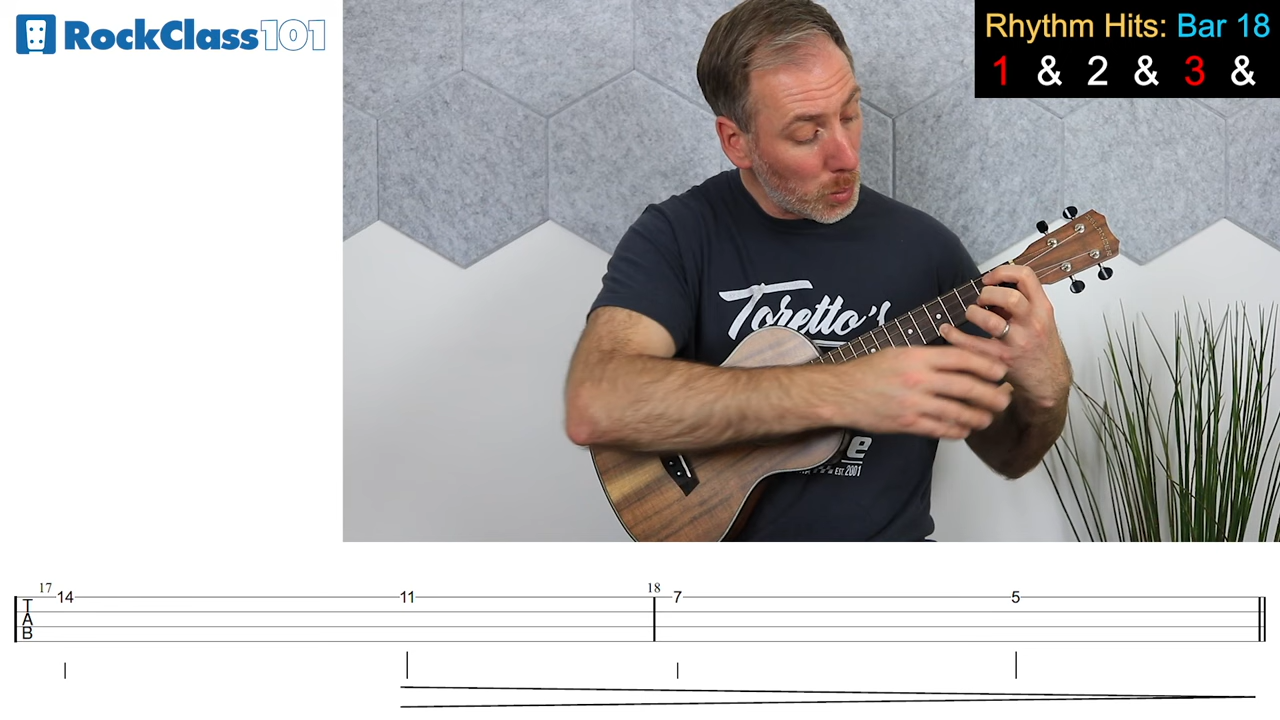 RockClass101
Rhythm Hits: Bar 18
1 & 2 & 3 &
Toretto's
e
EST. 2001
17
14
11
18
7
5
T
A
B